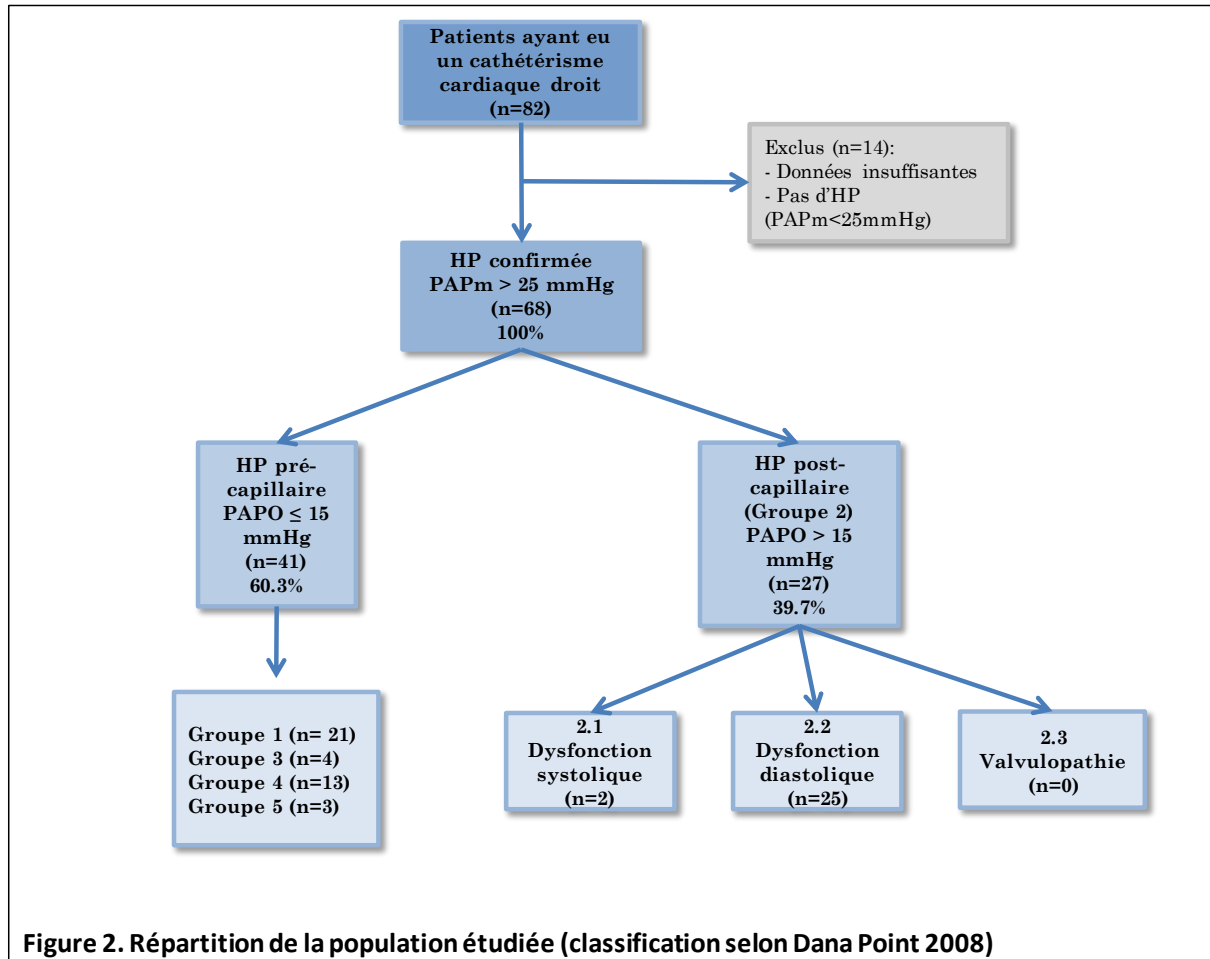 Patients ayant eu
un cathétérisme
cardiaque droit
(n=82)
Exclus (n=14):
- Données insuffisantes
- Pas d'HP
(PAPm<25mmHg)
HP confirmée
PAPm > 25 mmHg
(n=68)
100%
HP pré-
capillaire
PAPO ≤ 15
mmHg
(n=41)
60.3%
HP post-
capillaire
(Groupe 2)
PAPO > 15
mmHg
(n=27)
39.7%
Groupe 1 (n= 21)
Groupe 3 (n=4)
Groupe 4 (n=13)
Groupe 5 (n=3)
2.1
Dysfonction
systolique
(n=2)
2.2
Dysfonction
diastolique
(n=25)
2.3
Valvulopathie
(n=0)
Figure 2. Répartition de la population étudiée (classification selon Dana Point 2008)